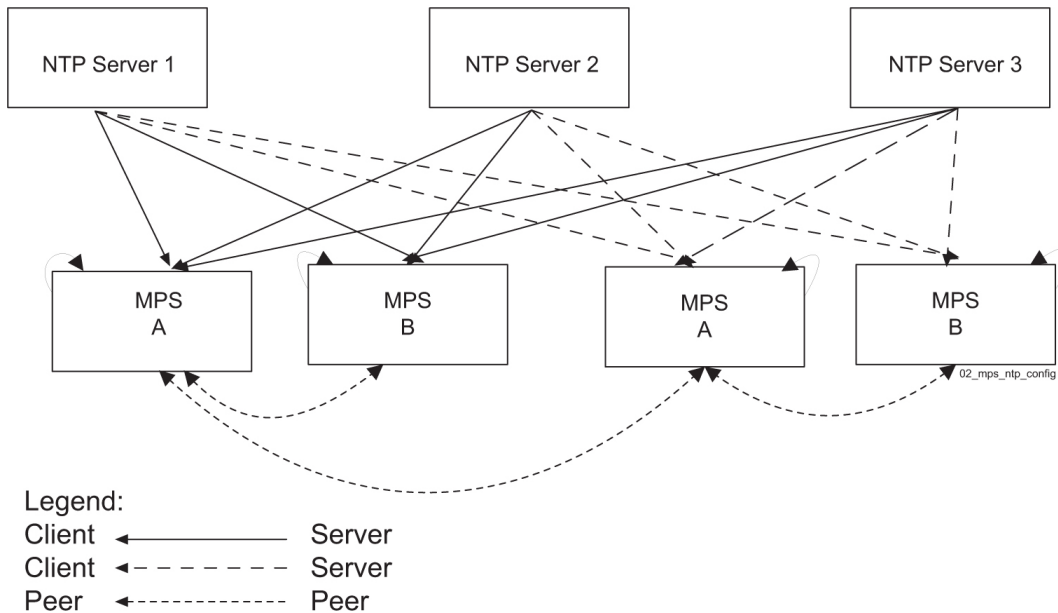 NTP Server 1
NTP Server 2
NTP Server 3
MPS
A
MPS
B
MPS
A
MPS
B
02_mps_ntp_config
Legend:
Client Server
Client Server
Peer Peer